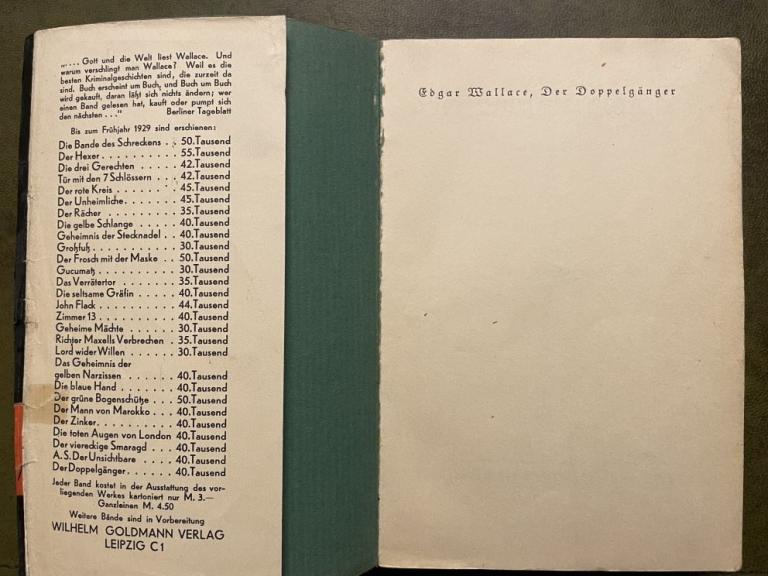 „.... Gott und die Welt liest Wallace. Und
warum verschlingt man Wallace? Weil es die
besten Kriminalgeschichten sind, die zurzeit da
sind. Buch erscheint um Buch, und Buch um Buch
wird gekauft, daran läßt sich nichts ändern; wer
einen Band gelesen hat, kauft oder pumpt sich
den nächsten ..." Berliner Tageblatt
Bis zum Frühjahr 1929 sind erschienen:
Die Bande des Schreckens . . 50.Tausend
Der Hexer . . . . . . . . . . 55.Tausend
Die drei Gerechten . . . . . 42.Tausend
Tür mit den 7 Schlössern . . 42.Tausend
Der rote Kreis . . . . . . . 45.Tausend
Der Unheimliche. . . . . . . 45.Tausend
Der Rächer . . . . . . . . . 35.Tausend
Die gelbe Schlange . . . . . 40.Tausend
Geheimnis der Stecknadel . . 40.Tausend
Großfuß . . . . . . . . . . . 30.Tausend
Der Frosch mit der Maske . . 50.Tausend
Gucumatz . . . . . . . . . . 30.Tausend
Das Verrätertor . . . . . . . 35.Tausend
Die seltsame Gräfin . . . . . 40.Tausend
John Flack . . . . . . . . . . 44.Tausend
Zimmer 13 . . . . . . . . . . 40.Tausend
Geheime Mächte . . . . . . . 30.Tausend
Richter Maxells Verbrechen . 35.Tausend
Lord wider Willen . . . . . . 30.Tausend
Das Geheimnis der
gelben Narzissen . . . . . . 40.Tausend
Die blaue Hand . . . . . . . 40.Tausend
Der grüne Bogenschütze . . . 50.Tausend
Der Mann von Marokko . . . 40.Tausend
Der Zinker. . . . . . . . . . 40.Tausend
Die toten Augen von London 40.Tausend
Der viereckige Smaragd . . . 40.Tausend
A. S. Der Unsichtbare . . . . 40.Tausend
Der Doppelgänger. . . . . . 40.Tausend
Jeder Band kostet in der Ausstattung des vor-
liegenden Werkes kartoniert nur M. 3.—
Ganzleinen M. 4.50
Weitere Bände sind in Vorbereitung
WILHELM GOLDMANN VERLAG
LEIPZIG C1
Edgar Wallace, Der Doppelgänger